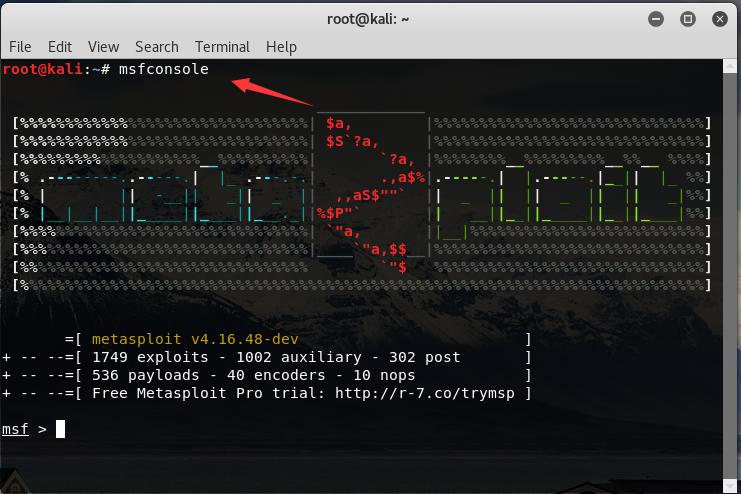 root@kali: ~
File Edit View Search Terminal Help
root@kali:~# msfconsole
metasploit
=[ metasploit v4.16.48-dev ]
+ -- --=[ 1749 exploits - 1002 auxiliary - 302 post ]
+ -- --=[ 536 payloads - 40 encoders - 10 nops ]
+ -- --=[ Free Metasploit Pro trial: http://r-7.co/trymsp ]
msf >